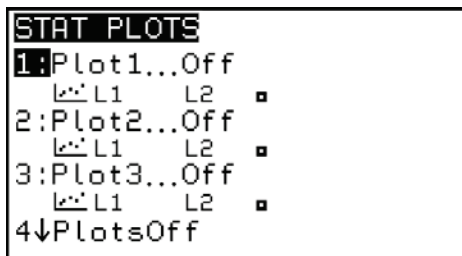 STAT PLOTS
1:Plot1...Off
L1 L2
2:Plot2...Off
L1 L2
3:Plot3...Off
L1 L2
4↓PlotsOff